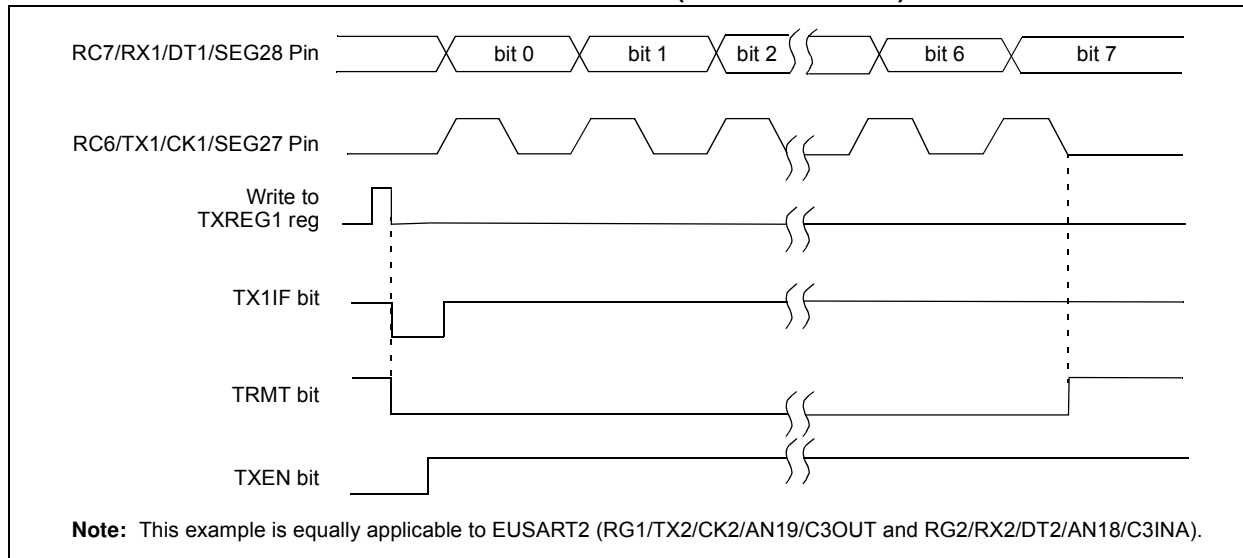 RC7/RX1/DT1/SEG28 Pin
bit 0
bit 1
bit 2
bit 6
bit 7
RC6/TX1/CK1/SEG27 Pin
Write to
TXREG1 reg
TX1IF bit
TRMT bit
TXEN bit
Note: This example is equally applicable to EUSART2 (RG1/TX2/CK2/AN19/C3OUT and RG2/RX2/DT2/AN18/C3INA).